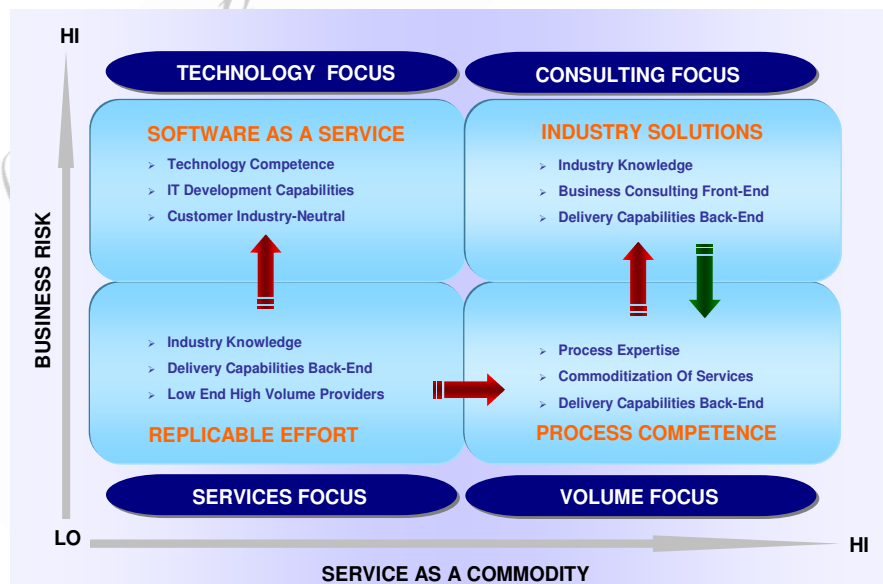 HI
TECHNOLOGY FOCUS
CONSULTING FOCUS
SOFTWARE AS A SERVICE
➢ Technology Competence
➢ IT Development Capabilities
➢ Customer Industry-Neutral
INDUSTRY SOLUTIONS
➢ Industry Knowledge
➢ Business Consulting Front-End
➢ Delivery Capabilities Back-End
BUSINESS RISK
➢ Industry Knowledge
➢ Delivery Capabilities Back-End
➢ Low End High Volume Providers
REPLICABLE EFFORT
➢ Process Expertise
➢ Commoditization Of Services
➢ Delivery Capabilities Back-End
PROCESS COMPETENCE
SERVICES FOCUS
VOLUME FOCUS
LO
HI
SERVICE AS A COMMODITY